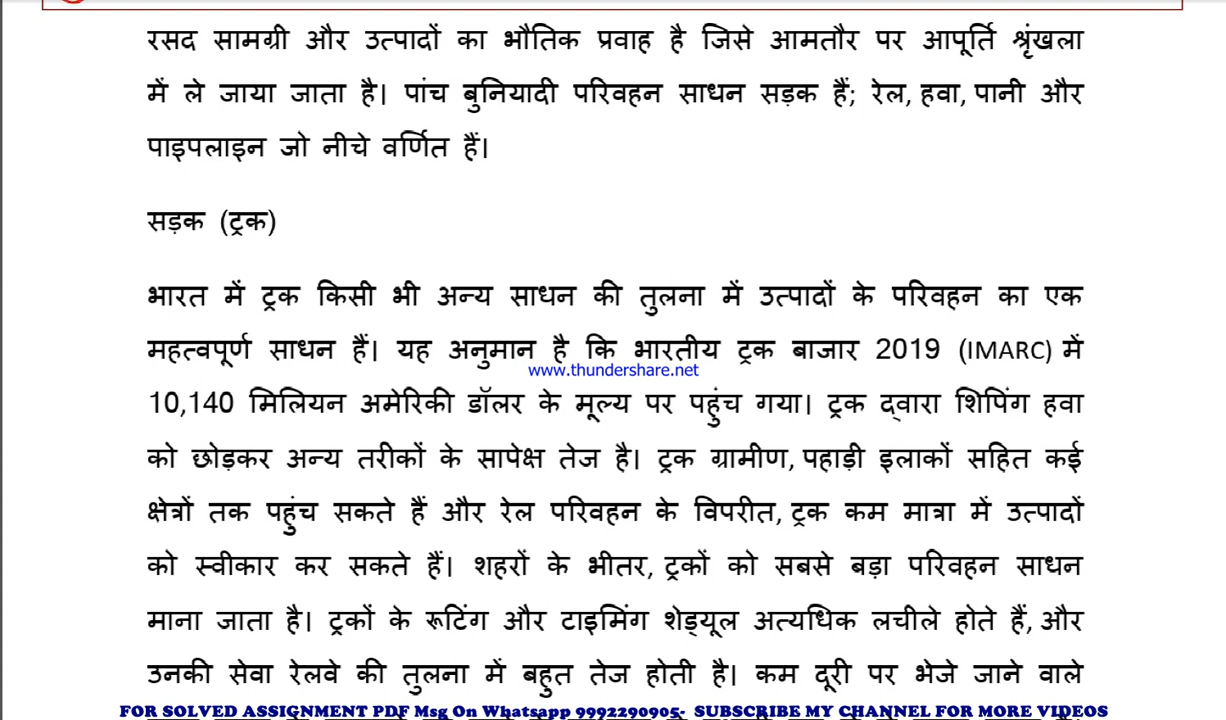 रसद सामग्री और उत्पादों का भौतिक प्रवाह है जिसे आमतौर पर आपूर्ति श्रृंखला
में ले जाया जाता है। पांच बुनियादी परिवहन साधन सड़क हैं; रेल, हवा, पानी और
पाइपलाइन जो नीचे वर्णित हैं।
सड़क (ट्रक)
भारत में ट्रक किसी भी अन्य साधन की तुलना में उत्पादों के परिवहन का एक
महत्वपूर्ण साधन हैं। यह अनुमान है कि भारतीय ट्रक बाजार 2019 (IMARC) में
www.thundershare.net
10,140 मिलियन अमेरिकी डॉलर के मूल्य पर पहुंच गया। ट्रक द्वारा शिपिंग हवा
को छोड़कर अन्य तरीकों के सापेक्ष तेज है। ट्रक ग्रामीण, पहाड़ी इलाकों सहित कई
क्षेत्रों तक पहुंच सकते हैं और रेल परिवहन के विपरीत, ट्रक कम मात्रा में उत्पादों
को स्वीकार कर सकते हैं। शहरों के भीतर, ट्रकों को सबसे बड़ा परिवहन साधन
माना जाता है। ट्रकों के रूटिंग और टाइमिंग शेड्यूल अत्यधिक लचीले होते हैं, और
उनकी सेवा रेलवे की तुलना में बहुत तेज होती है। कम दूरी पर भेजे जाने वाले
FOR SOLVED ASSIGNMENT PDF Msg On Whatsapp 9992290905- SUBSCRIBE MY CHANNEL FOR MORE VIDEOS